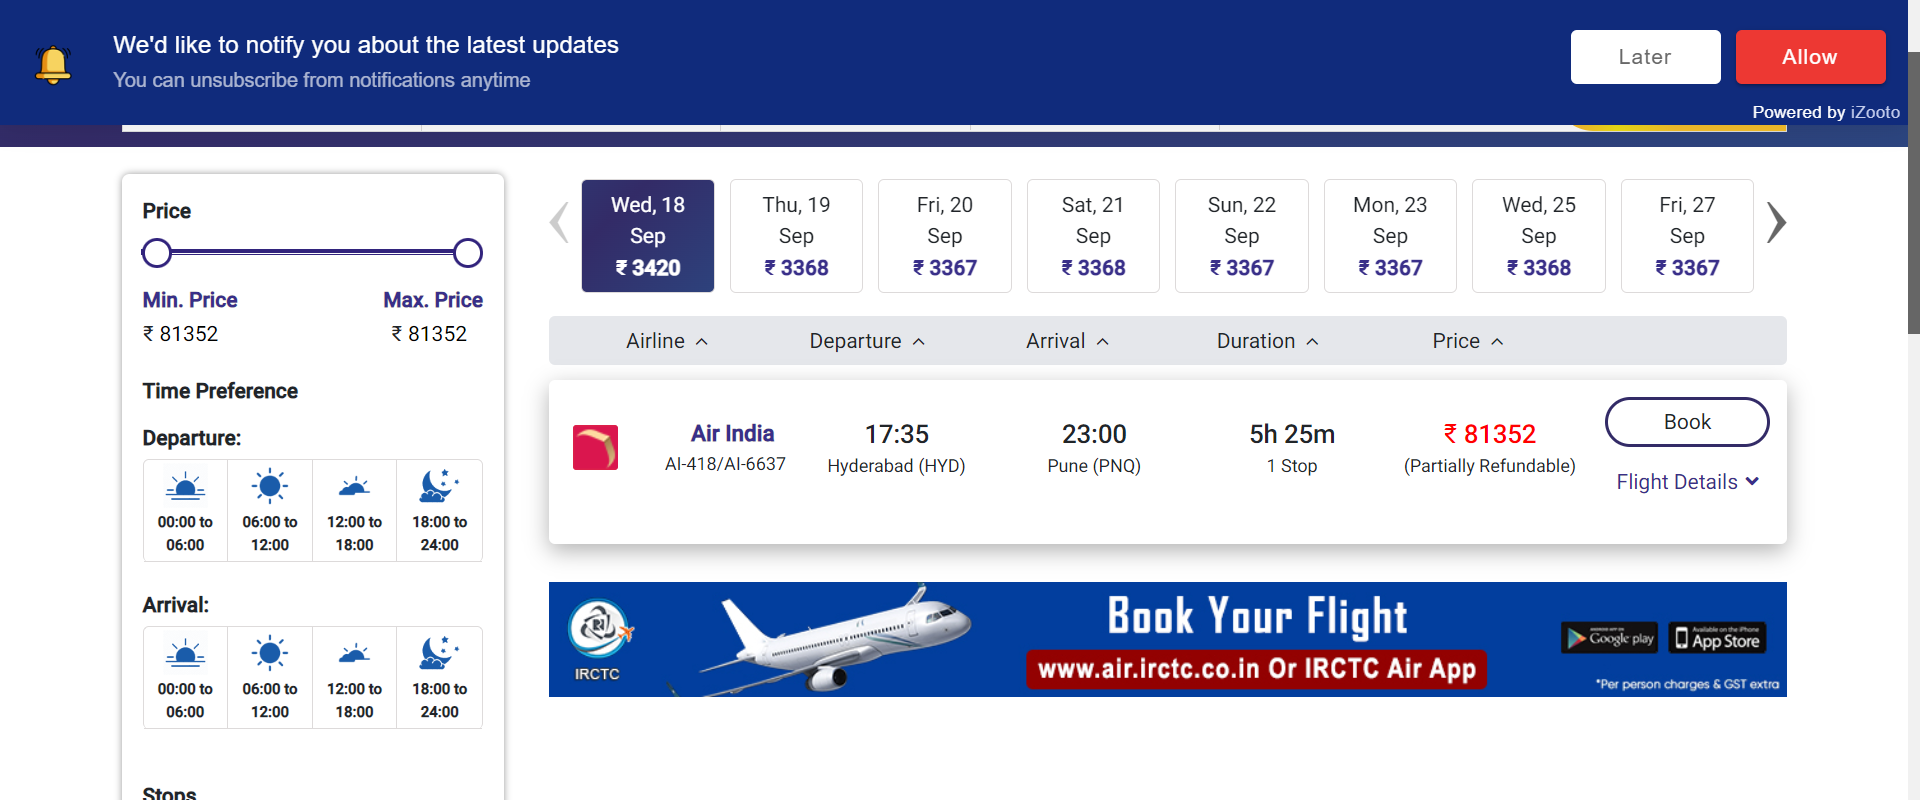 We'd like to notify you about the latest updates
You can unsubscribe from notifications anytime
Later
Allow
Powered by iZooto
Price
Min. Price
Max. Price
₹ 81352
₹ 81352
Time Preference
Departure:
00:00 to
06:00
06:00 to
12:00
12:00 to
18:00
18:00 to
24:00
Arrival:
00:00 to
06:00
06:00 to
12:00
12:00 to
18:00
18:00 to
24:00
Stops
Wed, 18
Sep
₹ 3420
Thu, 19
Sep
₹ 3368
Fri, 20
Sep
₹ 3367
Sat, 21
Sep
₹ 3368
Sun, 22
Sep
₹ 3367
Mon, 23
Sep
₹ 3367
Wed, 25
Sep
₹ 3368
Fri, 27
Sep
₹ 3367
Airline
Departure
Arrival
Duration
Price
Air India
AI-418/AI-6637
17:35
Hyderabad (HYD)
23:00
Pune (PNQ)
5h 25m
1 Stop
₹ 81352
(Partially Refundable)
Book
Flight Details
IRCTC
Book Your Flight
www.air.irctc.co.in Or IRCTC Air App
Google play
Available on the iPhone
App Store
*Per person charges & GST extra